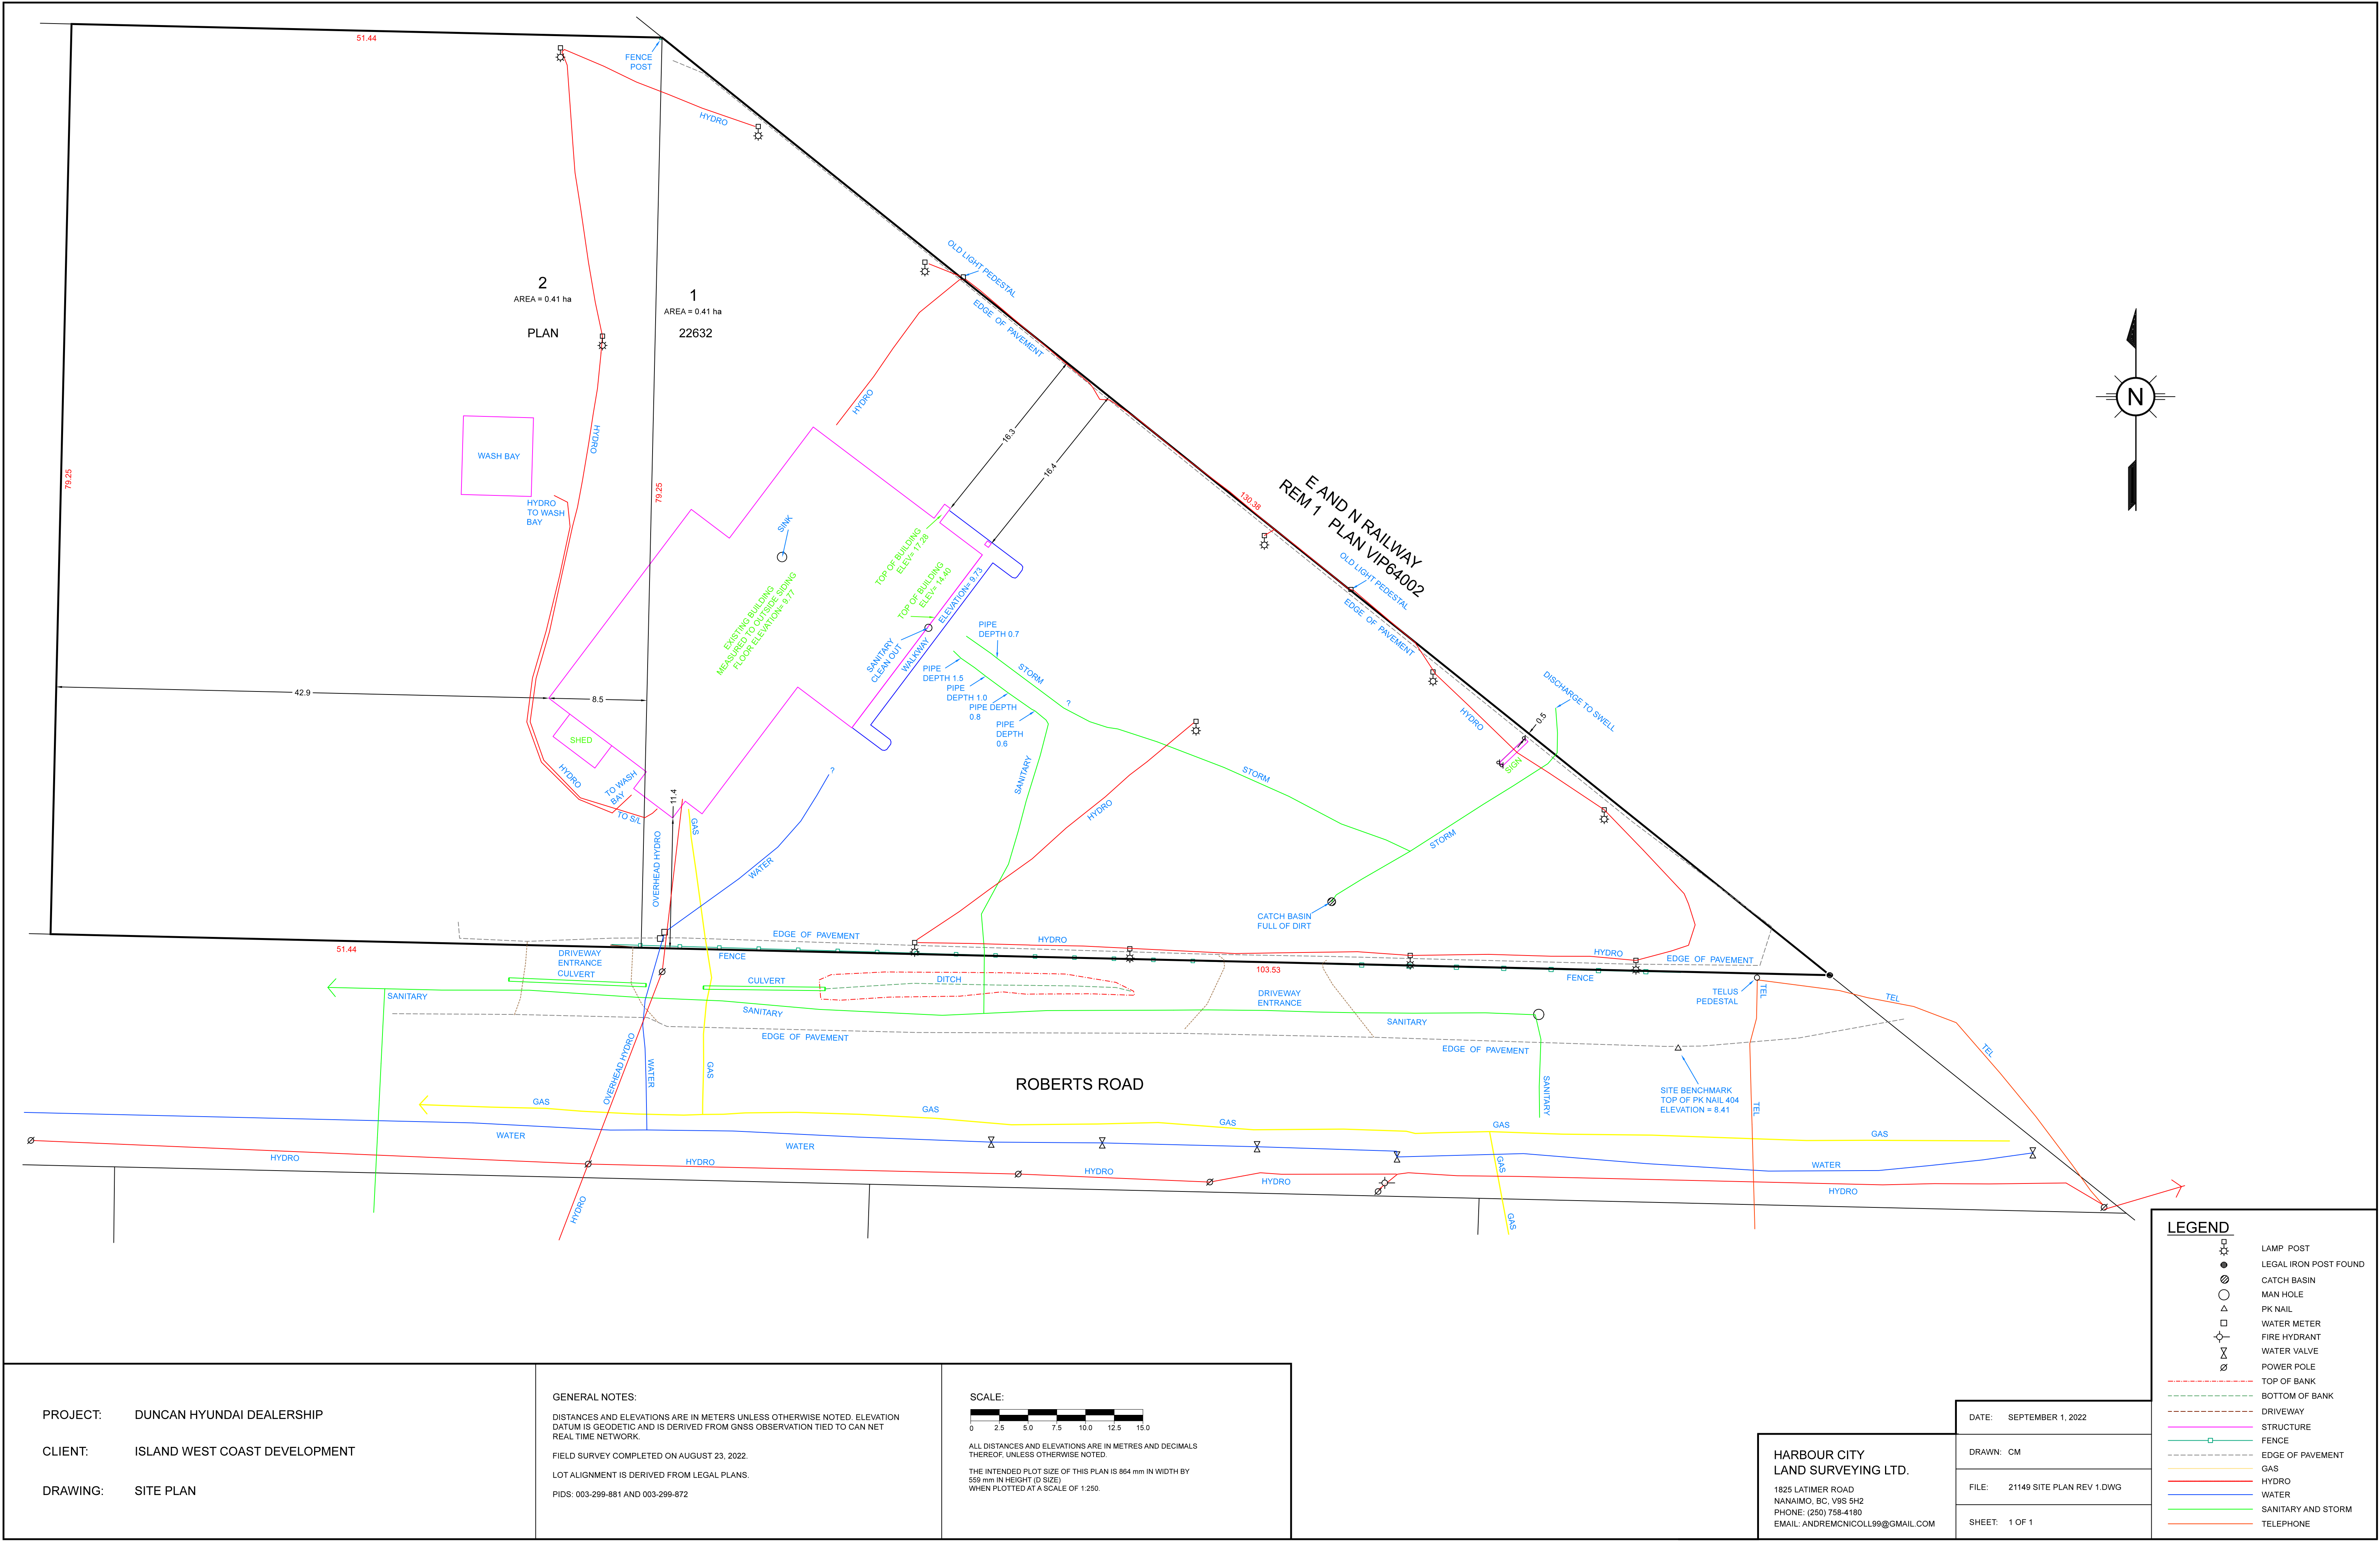 51.44
FENCE
POST
HYDRO
OLD LIGHT PEDESTAL
EDGE OF PAVEMENT
2
AREA = 0.41 ha
PLAN
1
AREA = 0.41 ha
22632
HYDRO
16.3
16.4
79.25
79.25
WASH BAY
HYDRO
HYDRO
TO WASH
BAY
SINK
TOP OF BUILDING
ELEV= 17.28
TOP OF BUILDING
ELEV= 14.40
ELEVATION= 9.73
EXISTING BUILDING
MEASURED TO OUTSIDE SIDING
FLOOR ELEVATION= 9.77
SANITARY
CLEAN OUT
WALKWAY
130.38
E AND N RAILWAY
REM 1 PLAN VIP64002
OLD LIGHT PEDESTAL
EDGE OF PAVEMENT
N
PIPE
DEPTH 0.7
PIPE
DEPTH 1.5
PIPE
DEPTH 1.0
PIPE DEPTH
0.8
PIPE
DEPTH
0.6
STORM
?
42.9
8.5
SHED
HYDRO
TO WASH
BAY
TO S/L
11.4
GAS
?
OVERHEAD HYDRO
WATER
SANITARY
HYDRO
STORM
STORM
HYDRO
DISCHARGE TO SWELL
0.5
SIGN
CATCH BASIN
FULL OF DIRT
51.44
DRIVEWAY
ENTRANCE
CULVERT
FENCE
EDGE OF PAVEMENT
CULVERT
DITCH
HYDRO
103.53
DRIVEWAY
ENTRANCE
HYDRO
EDGE OF PAVEMENT
FENCE
TELUS
PEDESTAL
TEL
TEL
TEL
TEL
SANITARY
SANITARY
EDGE OF PAVEMENT
SANITARY
EDGE OF PAVEMENT
SANITARY
OVERHEAD HYDRO
WATER
GAS
ROBERTS ROAD
SITE BENCHMARK
TOP OF PK NAIL 404
ELEVATION = 8.41
GAS
GAS
GAS
GAS
GAS
WATER
WATER
WATER
HYDRO
HYDRO
HYDRO
HYDRO
HYDRO
HYDRO
GAS
GAS
LEGEND
LAMP POST
LEGAL IRON POST FOUND
CATCH BASIN
MAN HOLE
PK NAIL
WATER METER
FIRE HYDRANT
WATER VALVE
POWER POLE
TOP OF BANK
BOTTOM OF BANK
DRIVEWAY
STRUCTURE
FENCE
EDGE OF PAVEMENT
GAS
HYDRO
WATER
SANITARY AND STORM
TELEPHONE
PROJECT: DUNCAN HYUNDAI DEALERSHIP
CLIENT: ISLAND WEST COAST DEVELOPMENT
DRAWING: SITE PLAN
GENERAL NOTES:
DISTANCES AND ELEVATIONS ARE IN METERS UNLESS OTHERWISE NOTED. ELEVATION
DATUM IS GEODETIC AND IS DERIVED FROM GNSS OBSERVATION TIED TO CAN NET
REAL TIME NETWORK.
FIELD SURVEY COMPLETED ON AUGUST 23, 2022.
LOT ALIGNMENT IS DERIVED FROM LEGAL PLANS.
PIDS: 003-299-881 AND 003-299-872
SCALE:
0 2.5 5.0 7.5 10.0 12.5 15.0
ALL DISTANCES AND ELEVATIONS ARE IN METRES AND DECIMALS
THEREOF, UNLESS OTHERWISE NOTED.
THE INTENDED PLOT SIZE OF THIS PLAN IS 864 mm IN WIDTH BY
559 mm IN HEIGHT (D SIZE)
WHEN PLOTTED AT A SCALE OF 1:250.
HARBOUR CITY
LAND SURVEYING LTD.
1825 LATIMER ROAD
NANAIMO, BC, V9S 5H2
PHONE: (250) 758-4180
EMAIL: ANDREMCNICOLL99@GMAIL.COM
DATE: SEPTEMBER 1, 2022
DRAWN: CM
FILE: 21149 SITE PLAN REV 1.DWG
SHEET: 1 OF 1